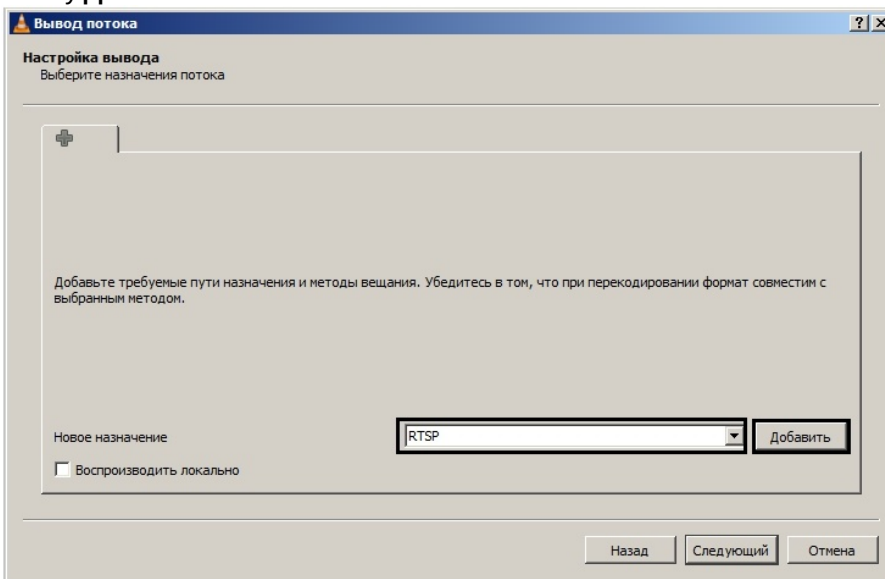 Вывод потока
Настройка вывода
Выберите назначения потока
Добавьте требуемые пути назначения и методы вещания. Убедитесь в том, что при перекодировании формат совместим с
выбранным методом.
Новое назначение
RTSP
Добавить
Воспроизводить локально
Назад
Следующий
Отмена